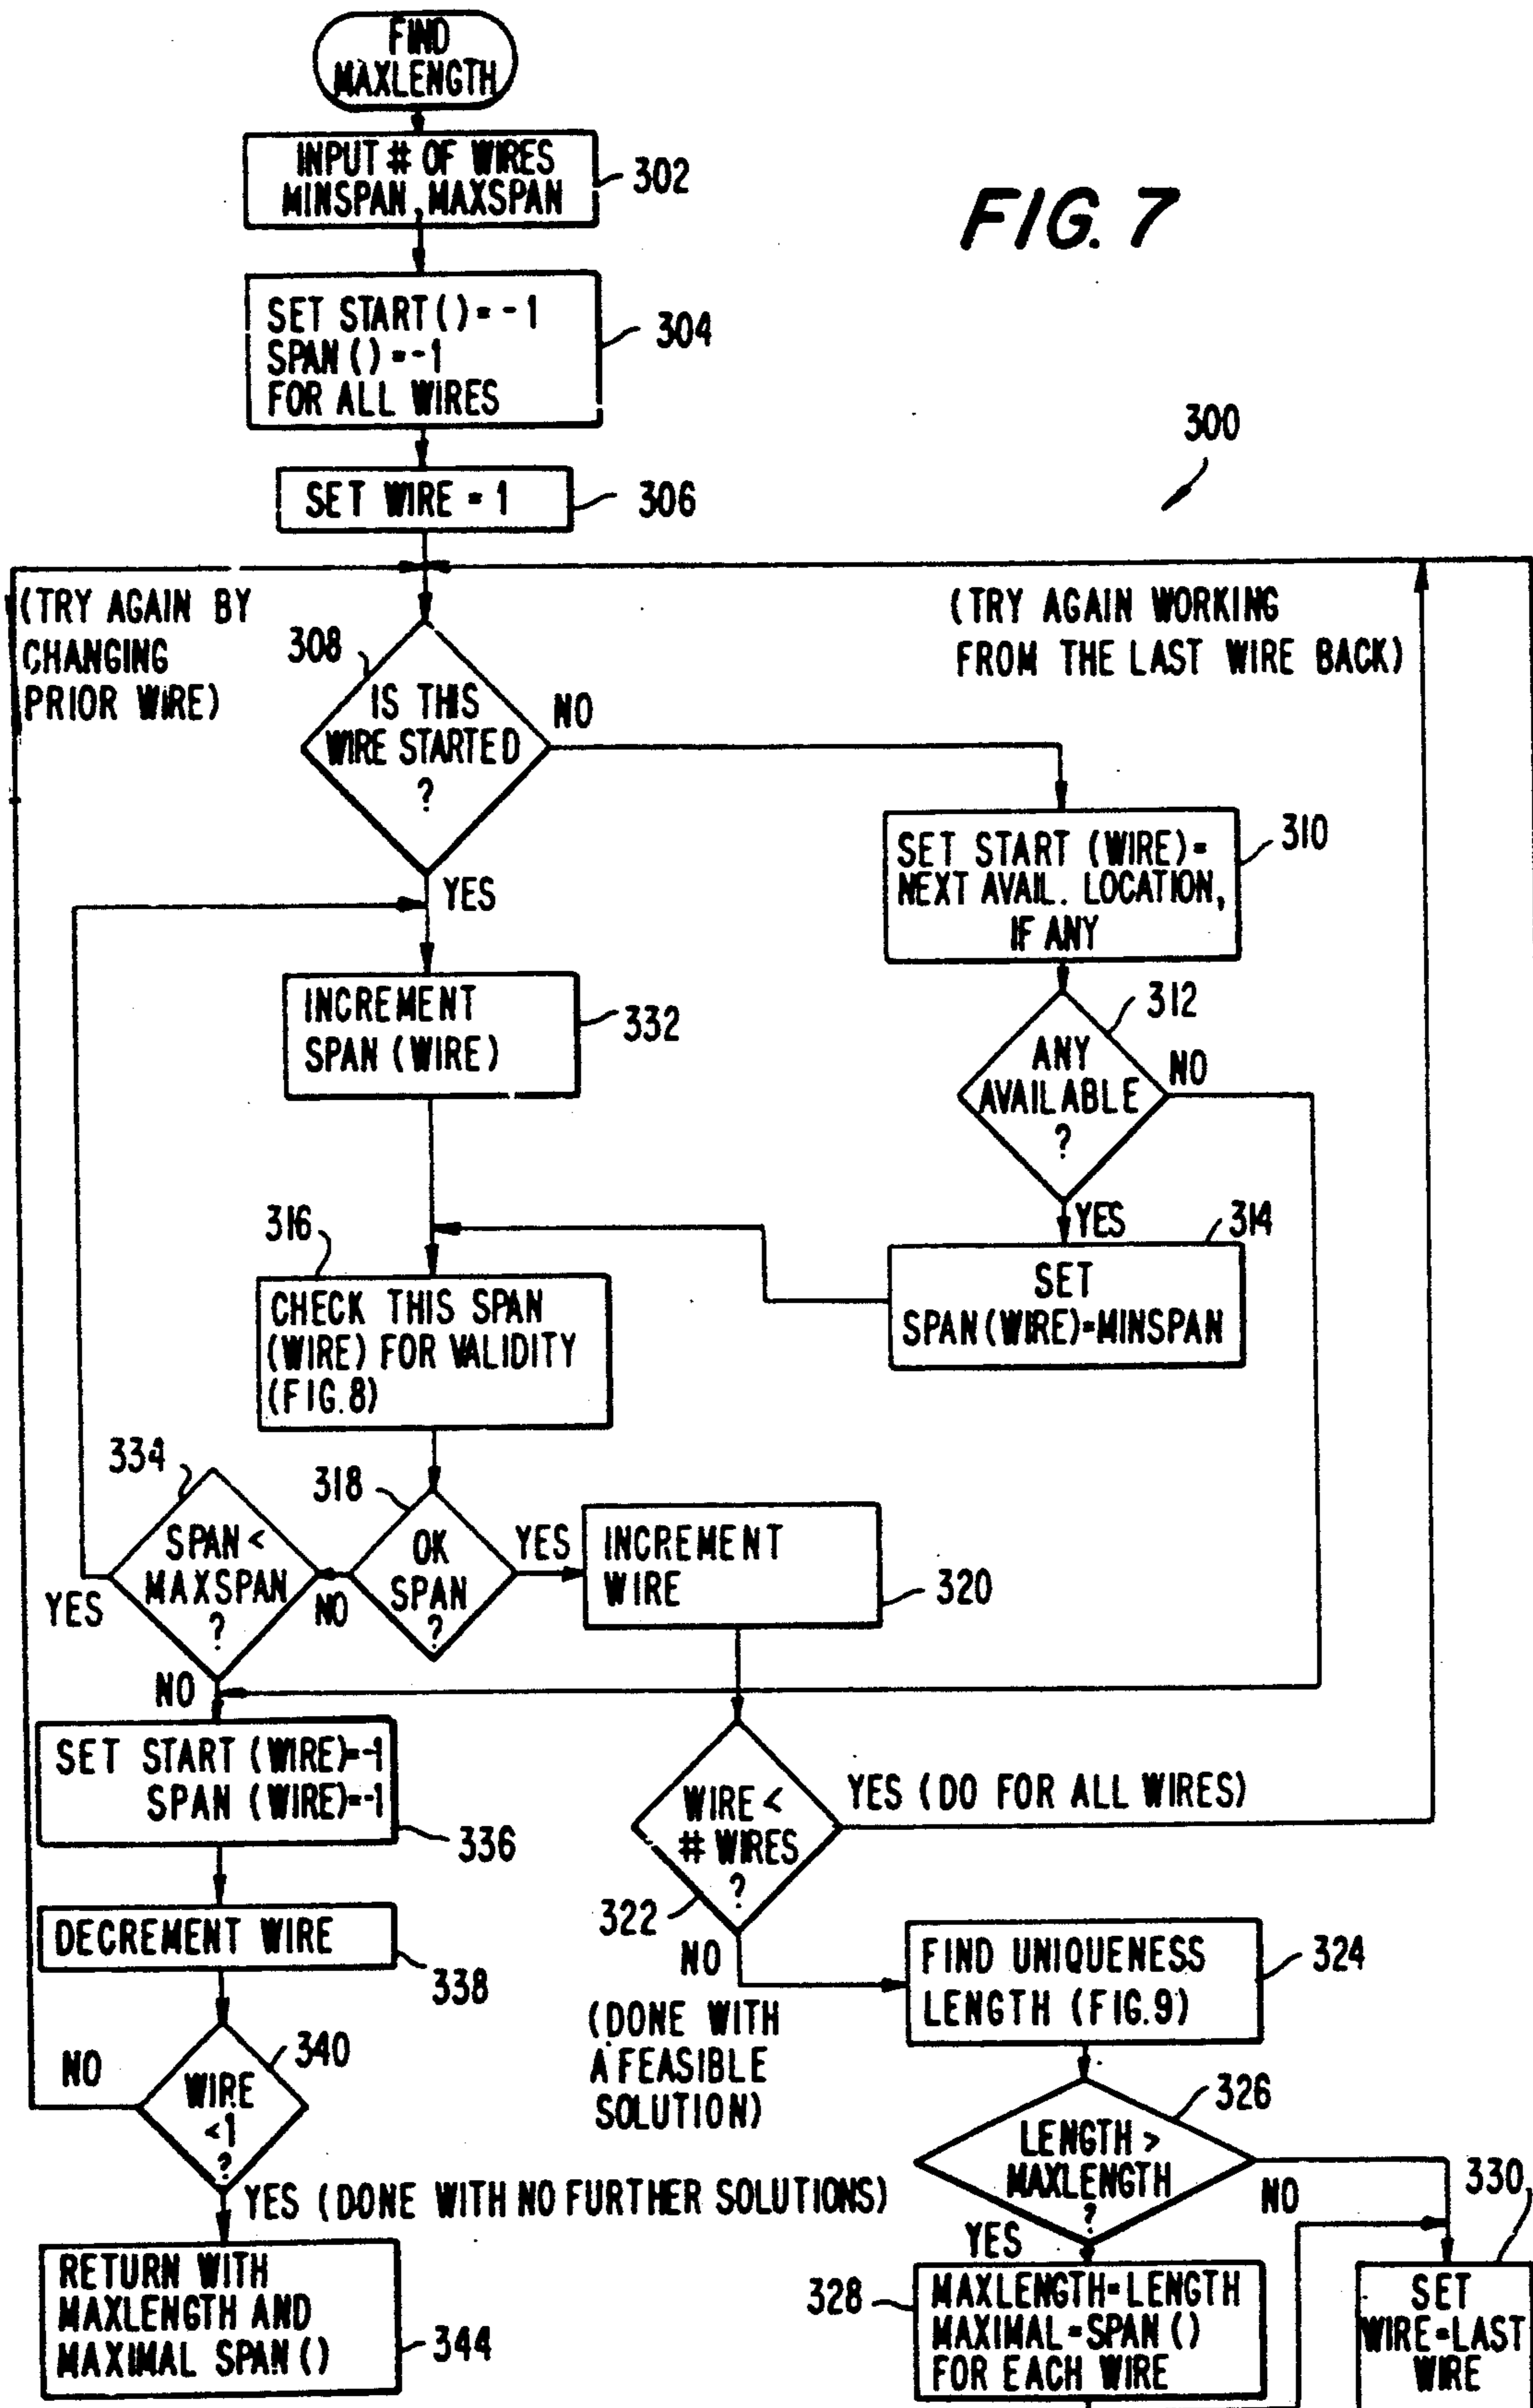 FIND
MAXLENGTH
INPUT # OF WIRES
MINSPAN, MAXSPAN
302
FIG. 7
SET START ( ) = -1
SPAN ( ) = -1
FOR ALL WIRES
304
300
SET WIRE = 1
306
(TRY AGAIN BY
CHANGING
PRIOR WIRE)
(TRY AGAIN WORKING
FROM THE LAST WIRE BACK)
308
IS THIS
WIRE STARTED
?
NO
YES
SET START (WIRE)=
NEXT AVAIL. LOCATION,
IF ANY
310
INCREMENT
SPAN (WIRE)
332
312
ANY
AVAILABLE
?
NO
YES
314
SET
SPAN (WIRE)=MINSPAN
316
CHECK THIS SPAN
(WIRE) FOR VALIDITY
(FIG. 8)
334
SPAN <
MAXSPAN
?
YES
NO
318
OK
SPAN
?
NO
YES
INCREMENT
WIRE
320
SET START (WIRE)=-1
SPAN (WIRE)=-1
336
WIRE <
# WIRES
?
YES (DO FOR ALL WIRES)
322
NO
(DONE WITH
A FEASIBLE
SOLUTION)
DECREMENT WIRE
338
FIND UNIQUENESS
LENGTH (FIG. 9)
324
340
WIRE
<1
?
NO
YES (DONE WITH NO FURTHER SOLUTIONS)
326
LENGTH >
MAXLENGTH
?
NO
YES
330
RETURN WITH
MAXLENGTH AND
MAXIMAL SPAN ( )
344
328
MAXLENGTH=LENGTH
MAXIMAL=SPAN ( )
FOR EACH WIRE
SET
WIRE=LAST
WIRE